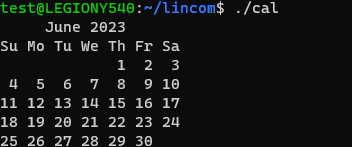 test@LEGIONY540:~/lincom$ ./cal
June 2023
Su Mo Tu We Th Fr Sa
1 2 3
4 5 6 7 8 9 10
11 12 13 14 15 16 17
18 19 20 21 22 23 24
25 26 27 28 29 30